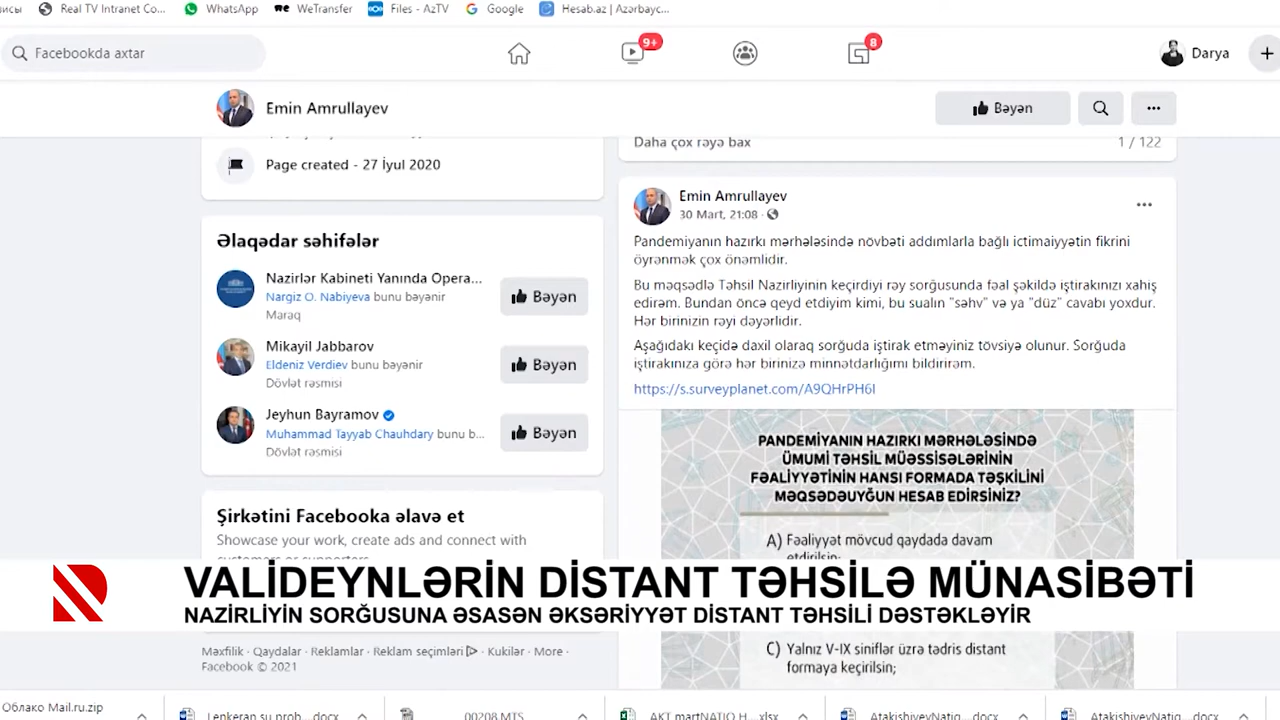 исы
Real TV Intranet Co...
WhatsApp
WeTransfer
Files - AzTV
Google
Hesab.az | Azərbayc...
Facebookda axtar
9+
8
Darya
Emin Amrullayev
Bəyən
Page created - 27 İyul 2020
Əlaqədar səhifələr
Nazirlər Kabineti Yanında Opera...
Nargiz O. Nabiyeva bunu bəyənir
Maraq
Bəyən
Mikayil Jabbarov
Eldeniz Verdiev bunu bəyənir
Dövlət rəsmisi
Bəyən
Jeyhun Bayramov
Muhammad Tayyab Chauhdary bunu b...
Dövlət rəsmisi
Bəyən
Şirkətini Facebooka əlavə et
Showcase your work, create ads and connect with
customers or supporters.
Daha çox rəyə bax
1 / 122
Emin Amrullayev
30 Mart, 21:08
Pandemiyanın hazırkı mərhələsində növbəti addımlarla bağlı ictimaiyyətin fikrini
öyrənmək çox önəmlidir.
Bu məqsədlə Təhsil Nazirliyinin keçirdiyi rəy sorğusunda fəal şəkildə iştirakınızı xahiş
edirəm. Bundan öncə qeyd etdiyim kimi, bu sualın "səhv" və ya "düz" cavabı yoxdur.
Hər birinizin rəyi dəyərlidir.
Aşağıdakı keçidə daxil olaraq sorğuda iştirak etməyiniz tövsiyə olunur. Sorğuda
iştirakınıza görə hər birinizə minnətdarlığımı bildirirəm.
https://s.surveyplanet.com/A9QHrPH6I
PANDEMİYANIN HAZIRKI MƏRHƏLƏSİNDƏ
ÜMUMİ TƏHSİL MÜƏSSİSƏLƏRİNİN
FƏALİYYƏTİNİN HANSI FORMADA TƏŞKİLİNİ
MƏQSƏDƏUYĞUN HESAB EDİRSİNİZ?
A) Fəaliyyət mövcud qaydada davam
etdirilsin;
VALİDEYNLƏRİN DİSTANT TƏHSİLƏ MÜNASİBƏTİ
NAZİRLİYİN SORĞUSUNA ƏSASƏN ƏKSƏRİYYƏT DİSTANT TƏHSİLİ DƏSTƏKLƏYİR
C) Yalnız V-IX siniflər üzrə tədris distant
formaya keçirilsin;
Məxfilik · Qaydalar · Reklamlar · Reklam seçimləri · Kukilər · More ·
Facebook © 2021
Облако Mail.ru.zip
Lenkeran su prob....docx
00208.MTS
AKT martNATIQ H....xlsx
AtakishiyevNatiq....docx
AtakishiyevNatiq....docx